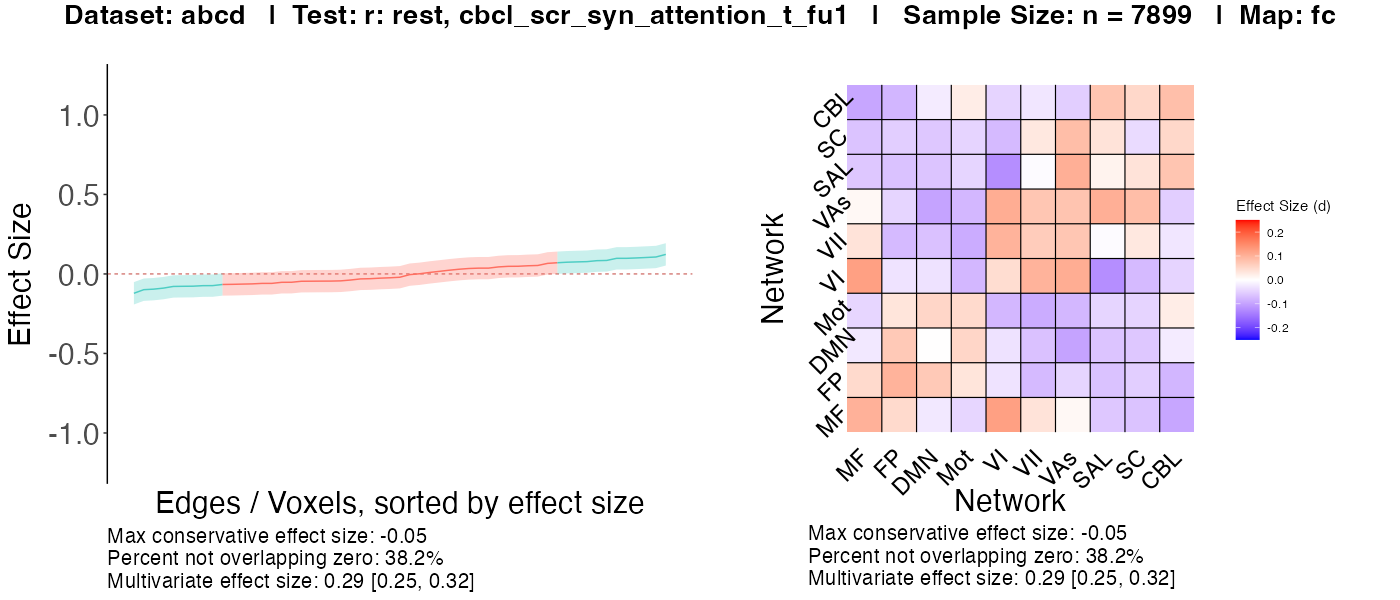 Dataset: abcd | Test: r: rest, cbcl_scr_syn_attention_t_fu1 | Sample Size: n = 7899 | Map: fc
Effect Size
1.0
0.5
0.0
-0.5
-1.0
Edges / Voxels, sorted by effect size
Max conservative effect size: -0.05
Percent not overlapping zero: 38.2%
Multivariate effect size: 0.29 [0.25, 0.32]
Network
CBL
SC
SAL
VAs
VII
VI
Mot
DMN
FP
MF
MF
FP
DMN
Mot
VI
VII
VAs
SAL
SC
CBL
Network
Max conservative effect size: -0.05
Percent not overlapping zero: 38.2%
Multivariate effect size: 0.29 [0.25, 0.32]
Effect Size (d)
0.2
0.1
0.0
-0.1
-0.2